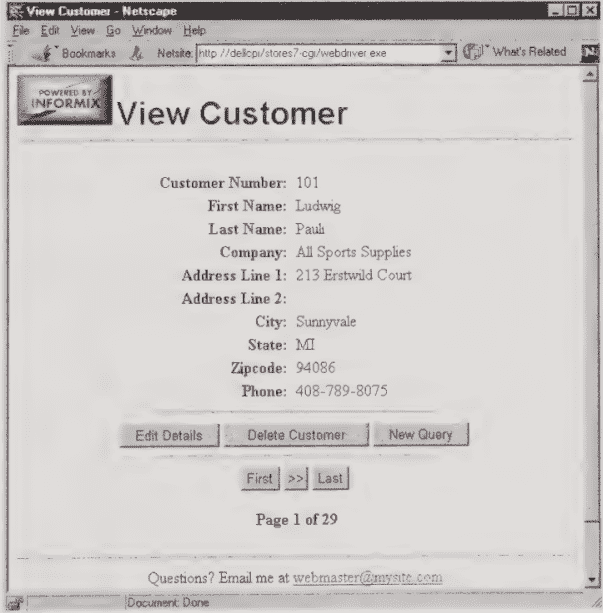 View Customer - Netscape
File Edit View Go Window Help
Bookmarks Netsite: http://dellcpi/stores7-cgi/webdriver.exe What's Related N
POWERED BY
INFORMIX
View Customer
Customer Number: 101
First Name: Ludwig
Last Name: Pauli
Company: All Sports Supplies
Address Line 1: 213 Erstwild Court
Address Line 2:
City: Sunnyvale
State: MI
Zipcode: 94086
Phone: 408-789-8075
Edit Details Delete Customer New Query
First >> Last
Page 1 of 29
Questions? Email me at webmaster@mysite.com
Document: Done